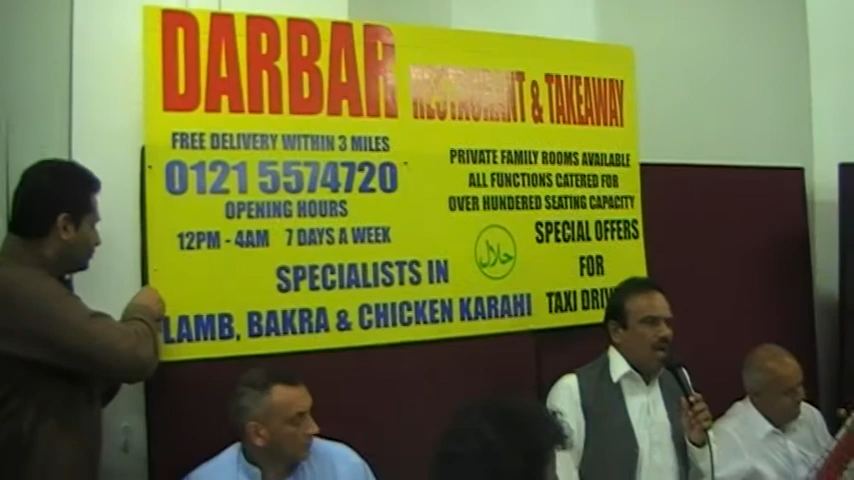 DARBAR
RESTAURANT & TAKEAWAY
FREE DELIVERY WITHIN 3 MILES
0121 5574720
OPENING HOURS
12PM - 4AM 7 DAYS A WEEK
PRIVATE FAMILY ROOMS AVAILABLE
ALL FUNCTIONS CATERED FOR
OVER HUNDERED SEATING CAPACITY
حلال
SPECIAL OFFERS
FOR
TAXI
SPECIALISTS IN
LAMB, BAKRA & CHICKEN KARAHI